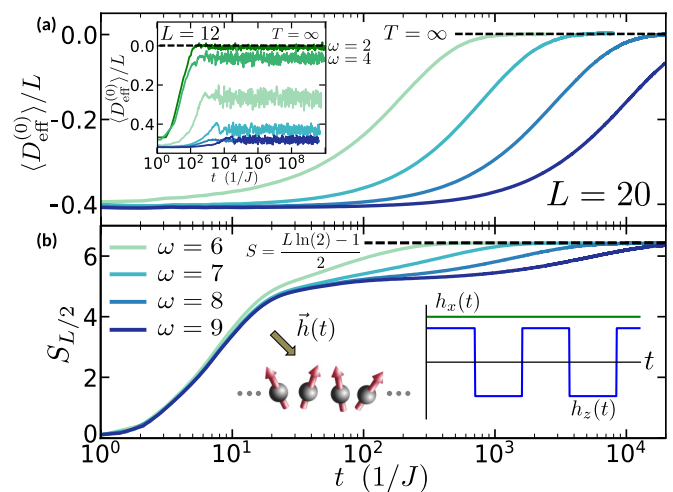 (a)
L = 12
T = ∞
ω = 2
ω = 4
0.0
0.2
0.4
⟨D_eff^(0)⟩/L
10^0 10^2 10^4 10^6 10^8
t (1/J)
T = ∞
0.0
-0.2
-0.4
⟨D_eff^(0)⟩/L
L = 20
(b)
ω = 6
ω = 7
ω = 8
ω = 9
S = (L ln(2) − 1)/2
h⃗(t)
h_x(t)
t
h_z(t)
6
4
2
0
S_{L/2}
10^0 10^1 10^2 10^3 10^4
t (1/J)